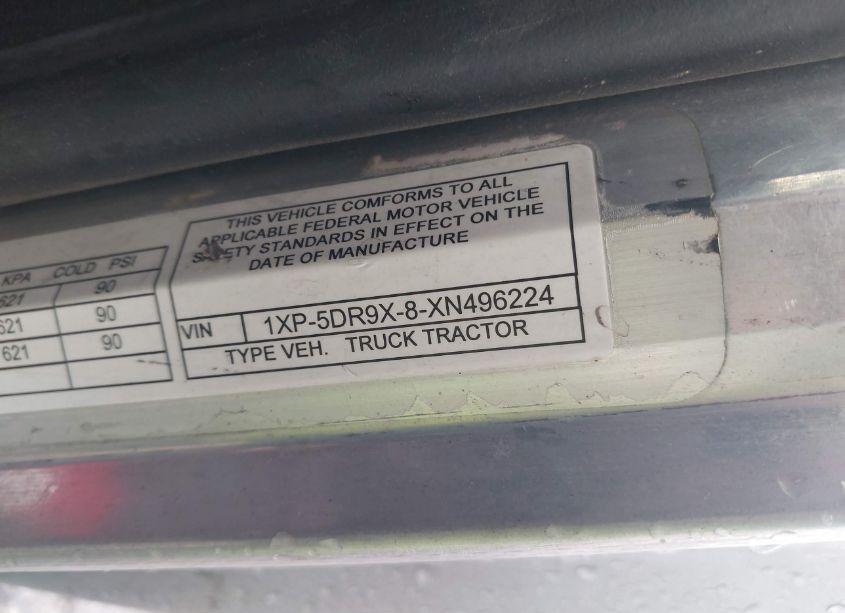 KPA COLD PSI
621 90
621 90
621 90
THIS VEHICLE COMFORMS TO ALL
APPLICABLE FEDERAL MOTOR VEHICLE
SAFETY STANDARDS IN EFFECT ON THE
DATE OF MANUFACTURE
VIN 1XP-5DR9X-8-XN496224
TYPE VEH. TRUCK TRACTOR